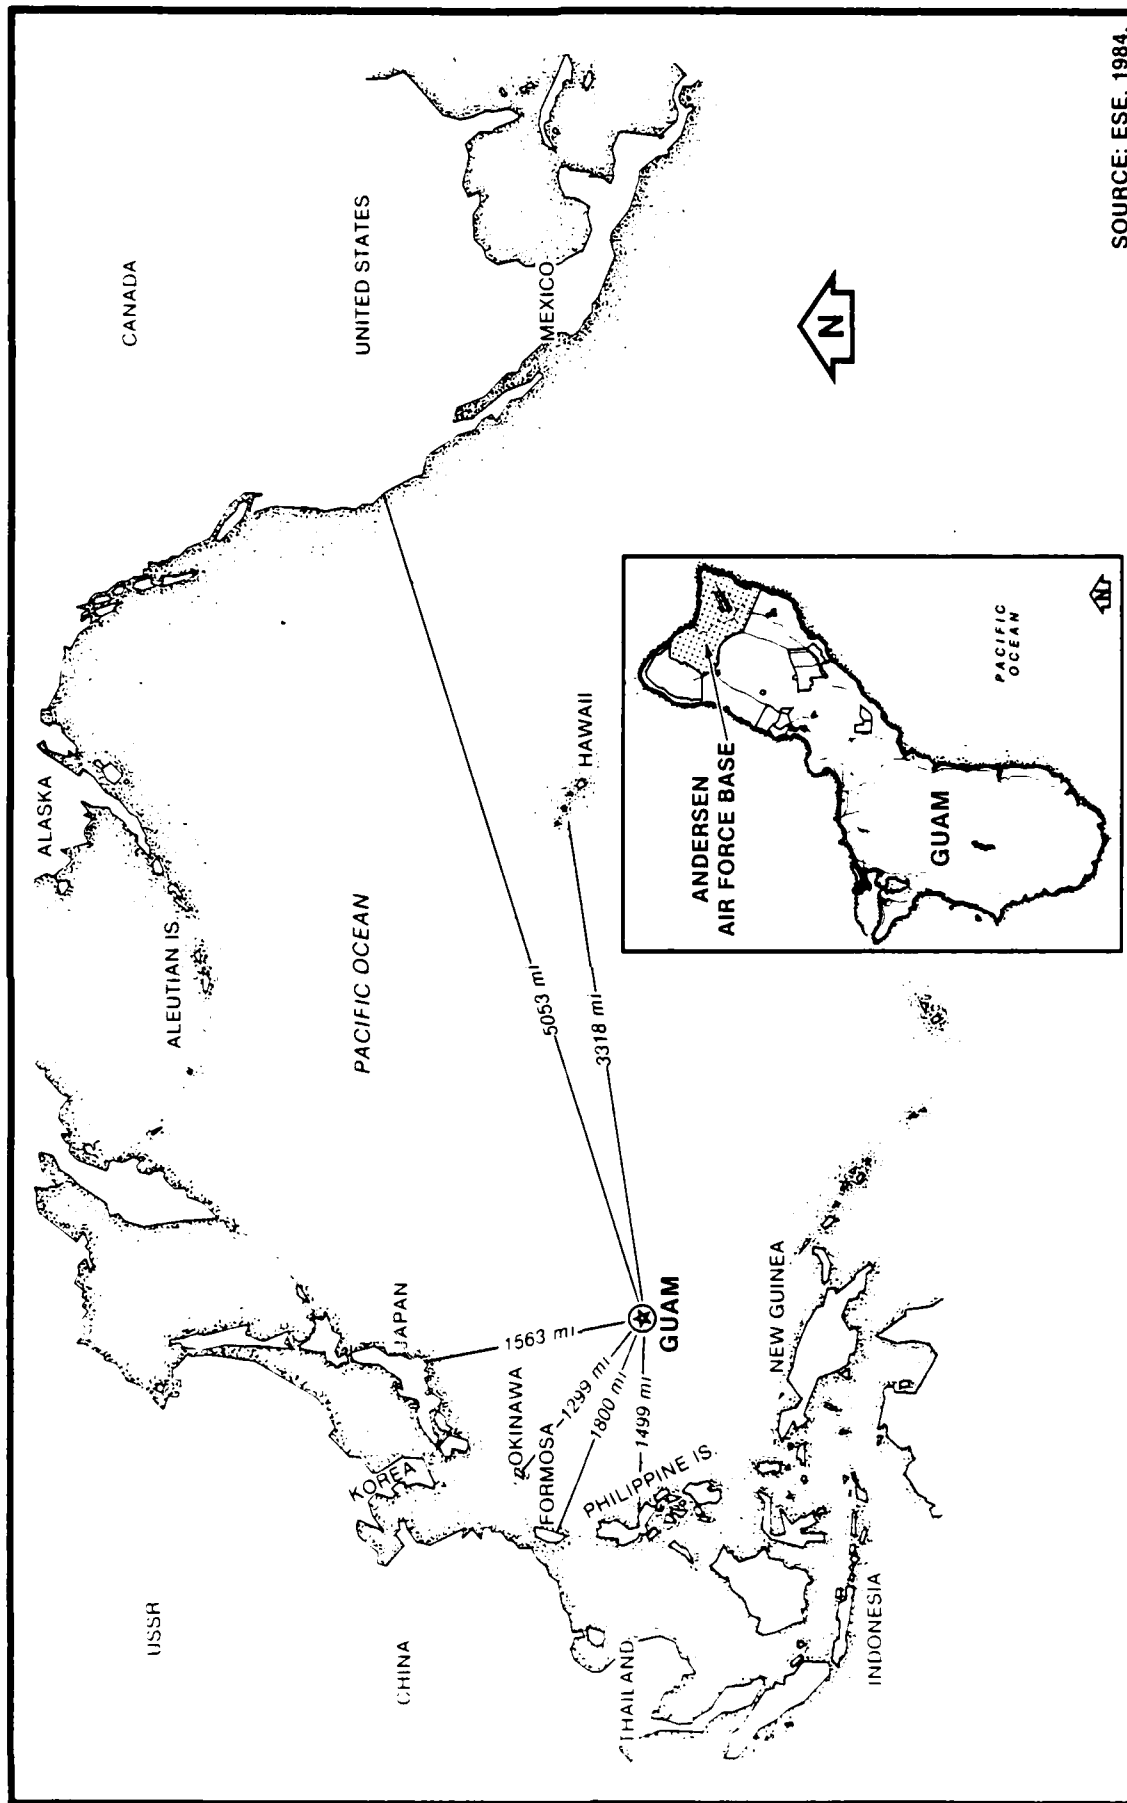 CANADA
ALASKA
USSR
ALEUTIAN IS.
UNITED STATES
PACIFIC OCEAN
CHINA
KOREA
JAPAN
MEXICO
5053 mi
1563 mi
OKINAWA
FORMOSA
1299 mi
1800 mi
1499 mi
3318 mi
HAWAII
THAILAND
PHILIPPINE IS.
GUAM
NEW GUINEA
INDONESIA
N
ANDERSEN
AIR FORCE BASE
GUAM
PACIFIC
OCEAN
N
SOURCE: ESE, 1984.